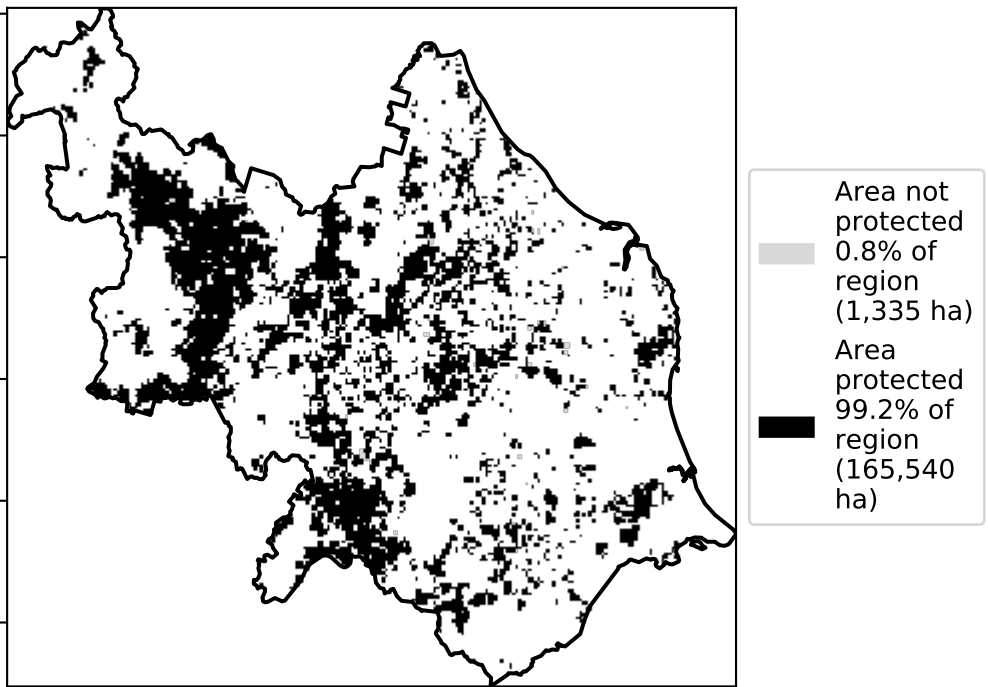 Area not
protected
0.8% of
region
(1,335 ha)
Area
protected
99.2% of
region
(165,540
ha)